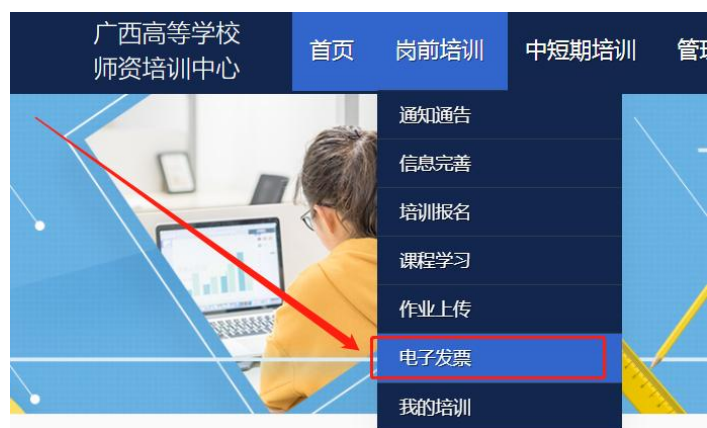 广西高等学校
师资培训中心
首页 岗前培训 中短期培训
通知通告
信息完善
培训报名
课程学习
作业上传
电子发票
我的培训